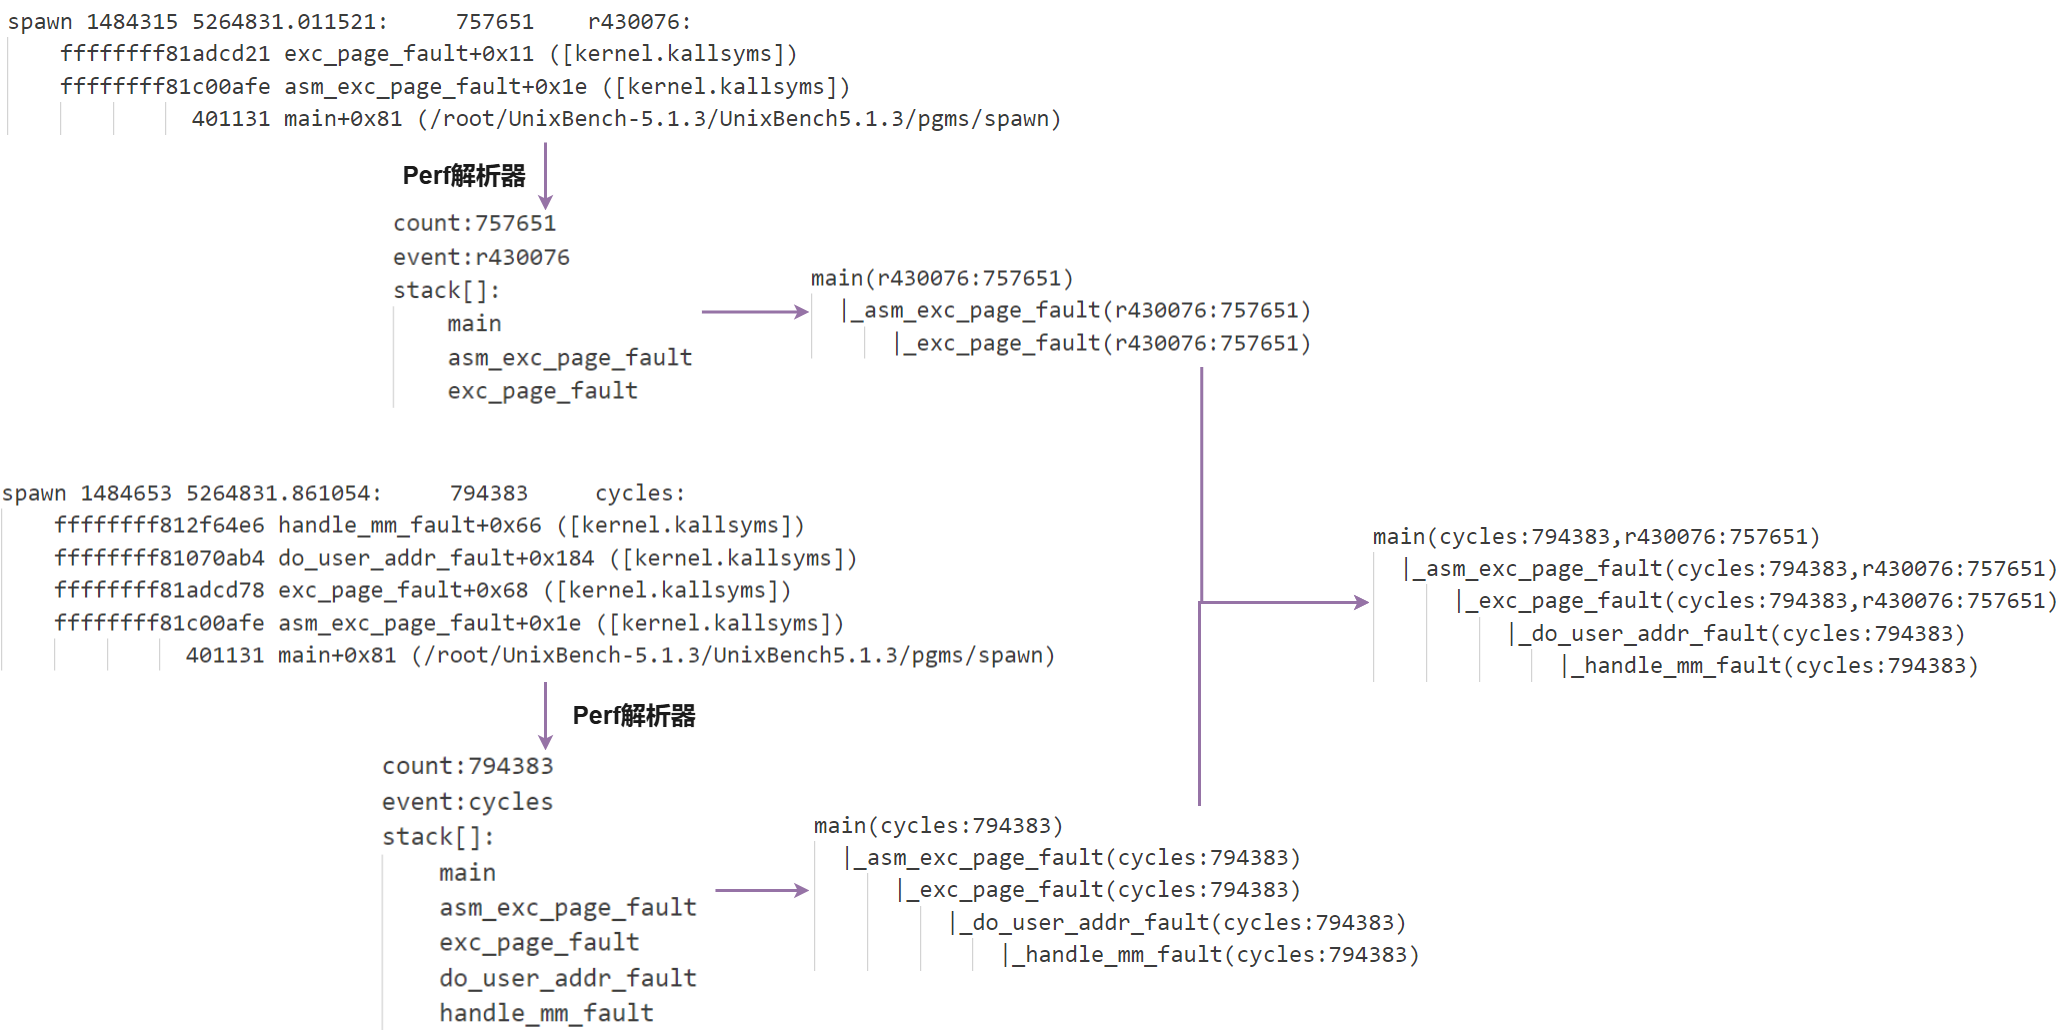 spawn 1484315 5264831.011521:     757651    r430076:
    ffffffff81adcd21 exc_page_fault+0x11 ([kernel.kallsyms])
    ffffffff81c00afe asm_exc_page_fault+0x1e ([kernel.kallsyms])
              401131 main+0x81 (/root/UnixBench-5.1.3/UnixBench5.1.3/pgms/spawn)
Perf解析器
count:757651
event:r430076
stack[]:
    main
    asm_exc_page_fault
    exc_page_fault
main(r430076:757651)
  |_asm_exc_page_fault(r430076:757651)
      |_exc_page_fault(r430076:757651)
spawn 1484653 5264831.861054:     794383     cycles:
    ffffffff812f64e6 handle_mm_fault+0x66 ([kernel.kallsyms])
    ffffffff81070ab4 do_user_addr_fault+0x184 ([kernel.kallsyms])
    ffffffff81adcd78 exc_page_fault+0x68 ([kernel.kallsyms])
    ffffffff81c00afe asm_exc_page_fault+0x1e ([kernel.kallsyms])
              401131 main+0x81 (/root/UnixBench-5.1.3/UnixBench5.1.3/pgms/spawn)
Perf解析器
count:794383
event:cycles
stack[]:
    main
    asm_exc_page_fault
    exc_page_fault
    do_user_addr_fault
    handle_mm_fault
main(cycles:794383)
  |_asm_exc_page_fault(cycles:794383)
      |_exc_page_fault(cycles:794383)
          |_do_user_addr_fault(cycles:794383)
              |_handle_mm_fault(cycles:794383)
main(cycles:794383,r430076:757651)
  |_asm_exc_page_fault(cycles:794383,r430076:757651)
      |_exc_page_fault(cycles:794383,r430076:757651)
          |_do_user_addr_fault(cycles:794383)
              |_handle_mm_fault(cycles:794383)